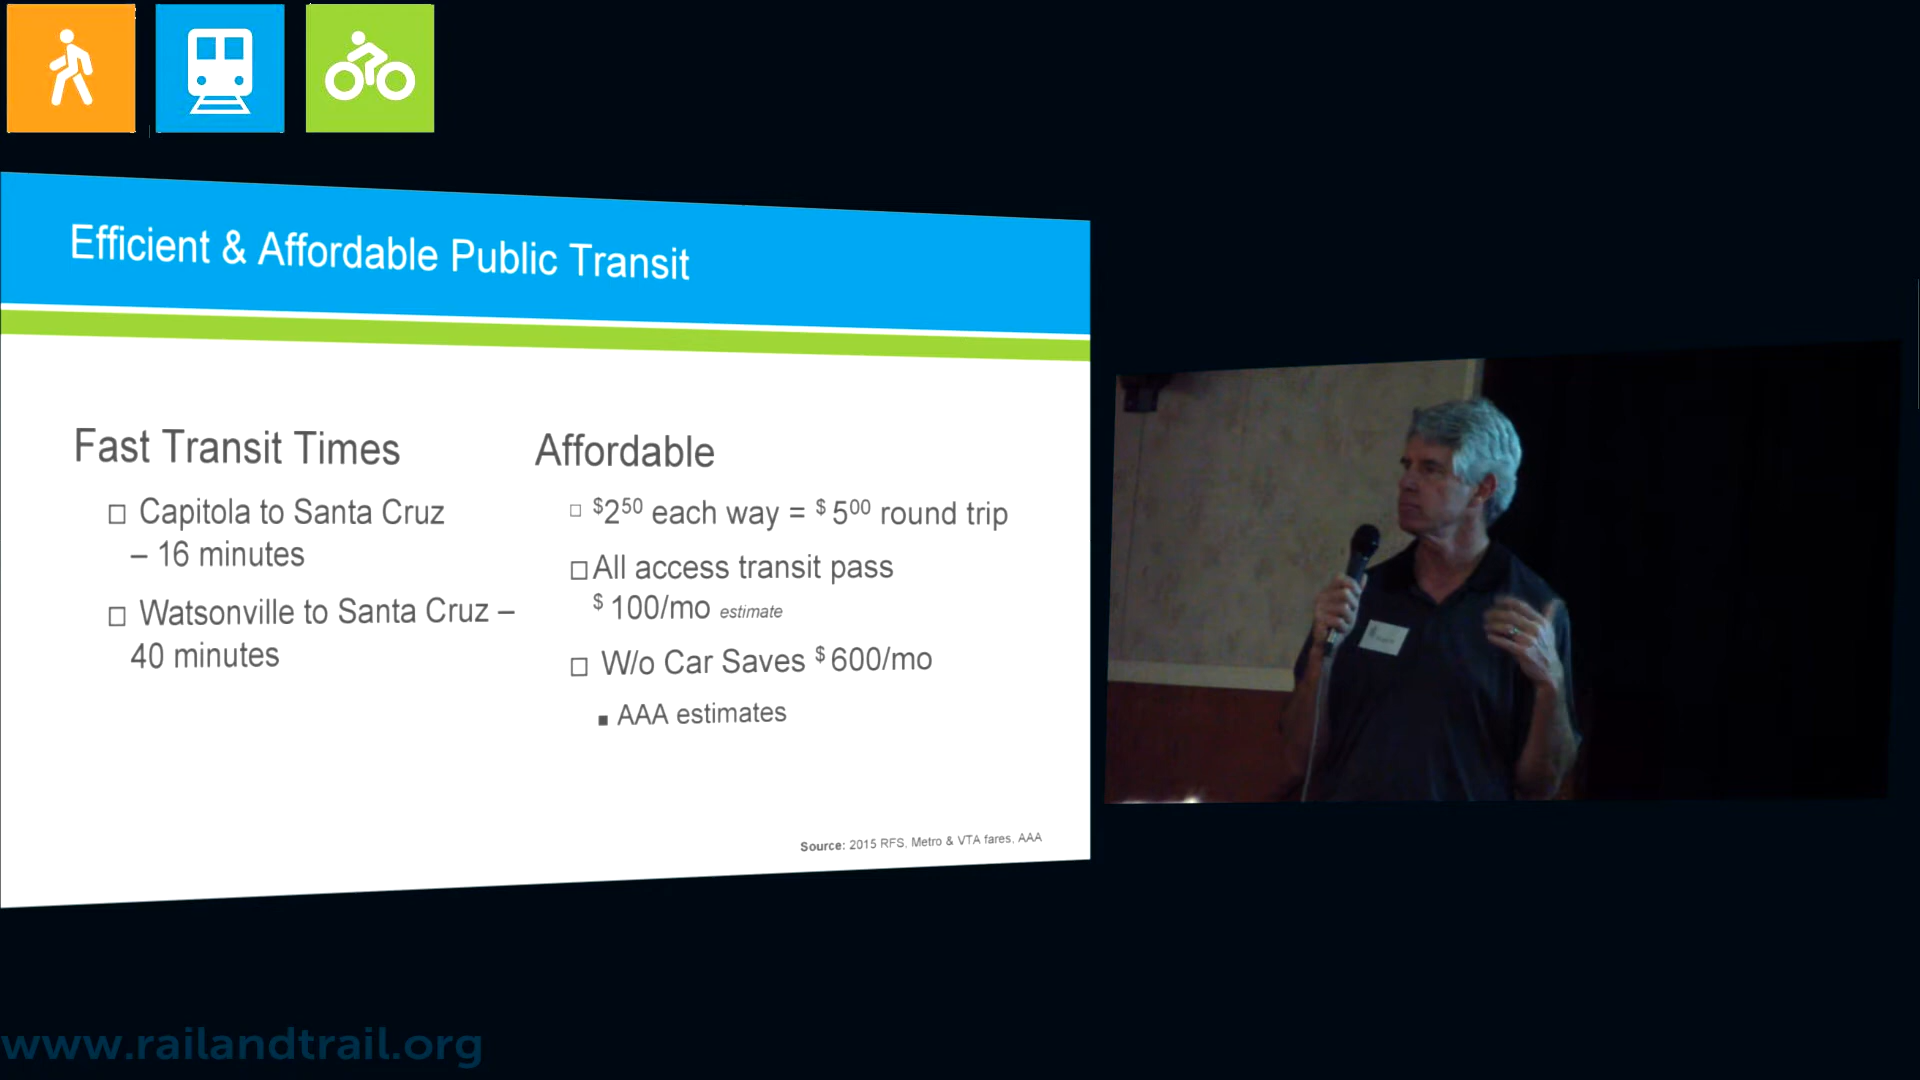 Efficient & Affordable Public Transit
Fast Transit Times
Capitola to Santa Cruz
– 16 minutes
Watsonville to Santa Cruz –
40 minutes
Affordable
$250 each way = $ 500 round trip
All access transit pass
$ 100/mo estimate
W/o Car Saves $ 600/mo
AAA estimates
Source: 2015 RFS, Metro & VTA fares, AAA
www.railandtrail.org